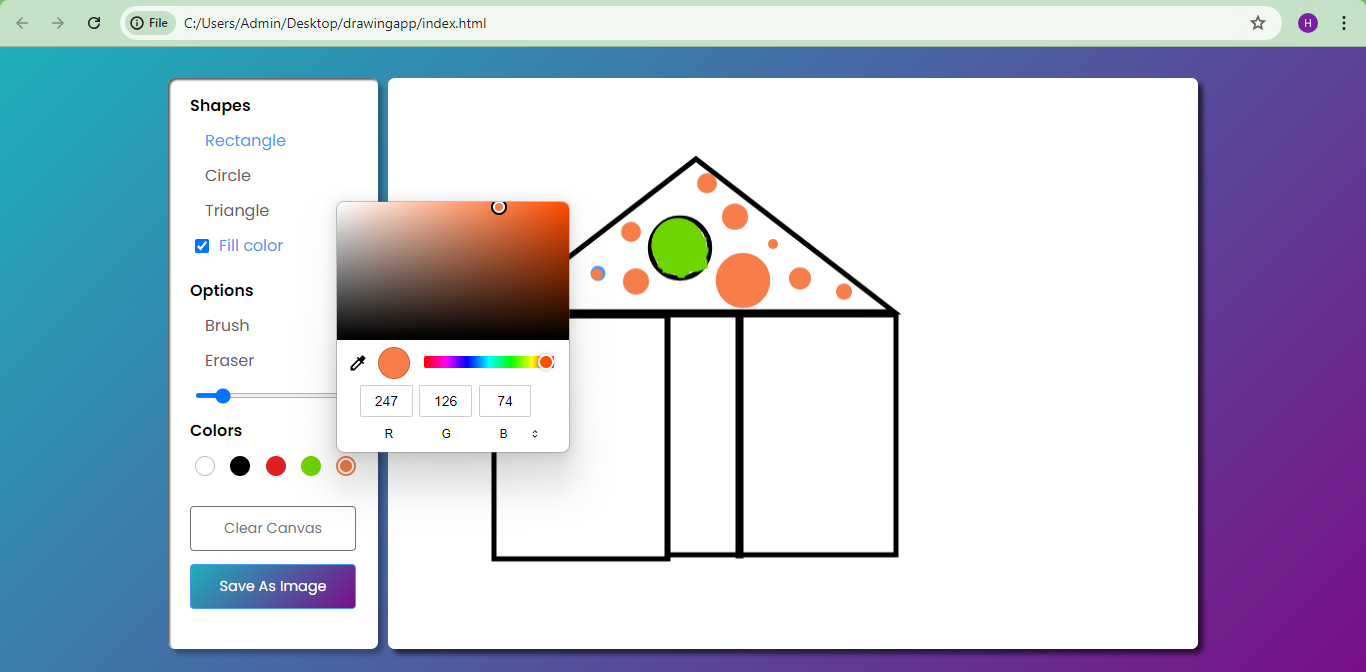 File C:/Users/Admin/Desktop/drawingapp/index.html H
Shapes
Rectangle
Circle
Triangle
Fill color
Options
Brush
Eraser
247 126 74
R G B
Colors
Clear Canvas
Save As Image